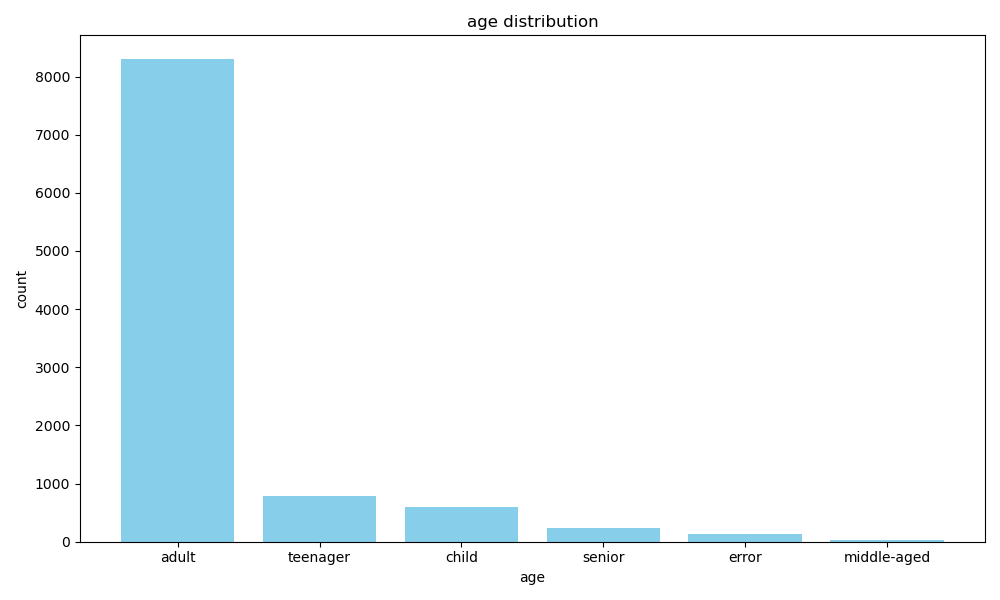 age distribution
8000
7000
6000
5000
4000
3000
2000
1000
0
count
adult teenager child senior error middle-aged
age